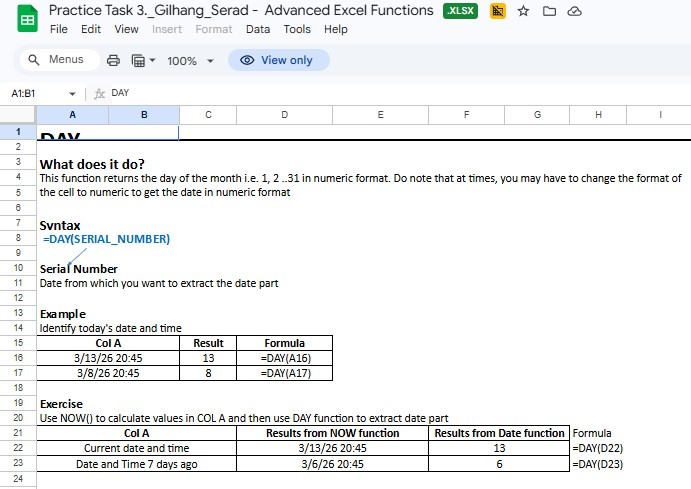 Practice Task 3._Gilhang_Serad - Advanced Excel Functions .XLSX
File Edit View Insert Format Data Tools Help
Menus 100% View only
A1:B1 fx DAY
A B C D E F G H I
1 DAY
2
3 What does it do?
4 This function returns the day of the month i.e. 1, 2 ..31 in numeric format. Do note that at times, you may have to change the format of
5 the cell to numeric to get the date in numeric format
6
7 Syntax
8 =DAY(SERIAL_NUMBER)
9
10 Serial Number
11 Date from which you want to extract the date part
12
13 Example
14 Identify today's date and time
15 Col A Result Formula
16 3/13/26 20:45 13 =DAY(A16)
17 3/8/26 20:45 8 =DAY(A17)
18
19 Exercise
20 Use NOW() to calculate values in COL A and then use DAY function to extract date part
21 Col A Results from NOW function Results from Date function Formula
22 Current date and time 3/13/26 20:45 13 =DAY(D22)
23 Date and Time 7 days ago 3/6/26 20:45 6 =DAY(D23)
24